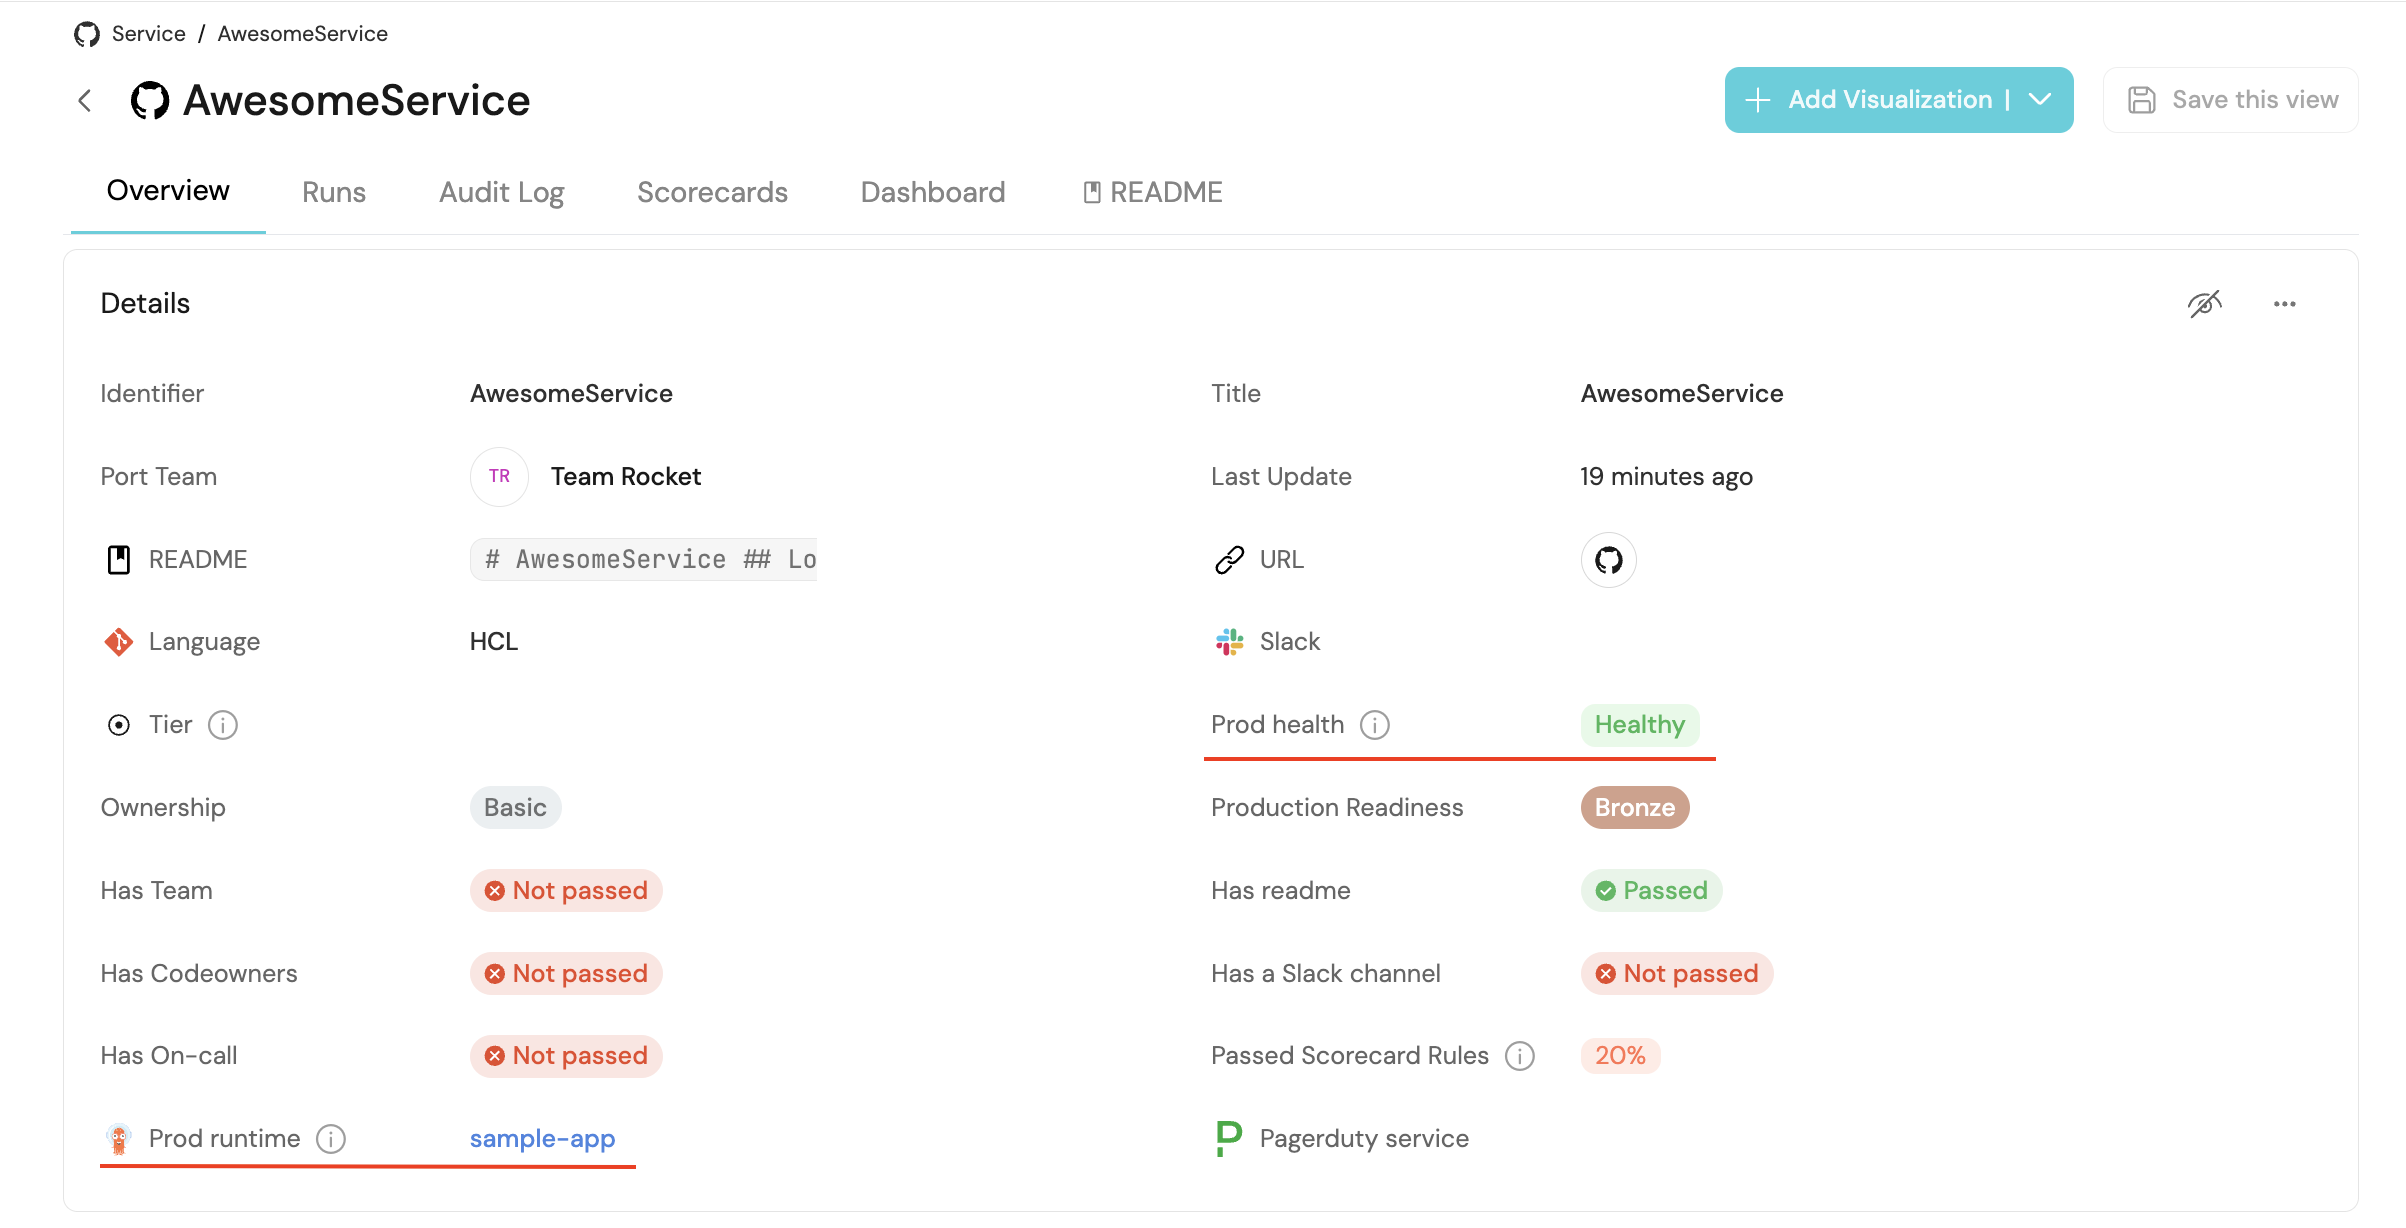 Service / AwesomeService
AwesomeService
Add Visualization |
Save this view
Overview
Runs
Audit Log
Scorecards
Dashboard
README
Details
Identifier
AwesomeService
Title
AwesomeService
Port Team
TR
Team Rocket
Last Update
19 minutes ago
README
# AwesomeService ## Lo
URL
Language
HCL
Slack
Tier
Prod health
Healthy
Ownership
Basic
Production Readiness
Bronze
Has Team
Not passed
Has readme
Passed
Has Codeowners
Not passed
Has a Slack channel
Not passed
Has On-call
Not passed
Passed Scorecard Rules
20%
Prod runtime
sample-app
Pagerduty service